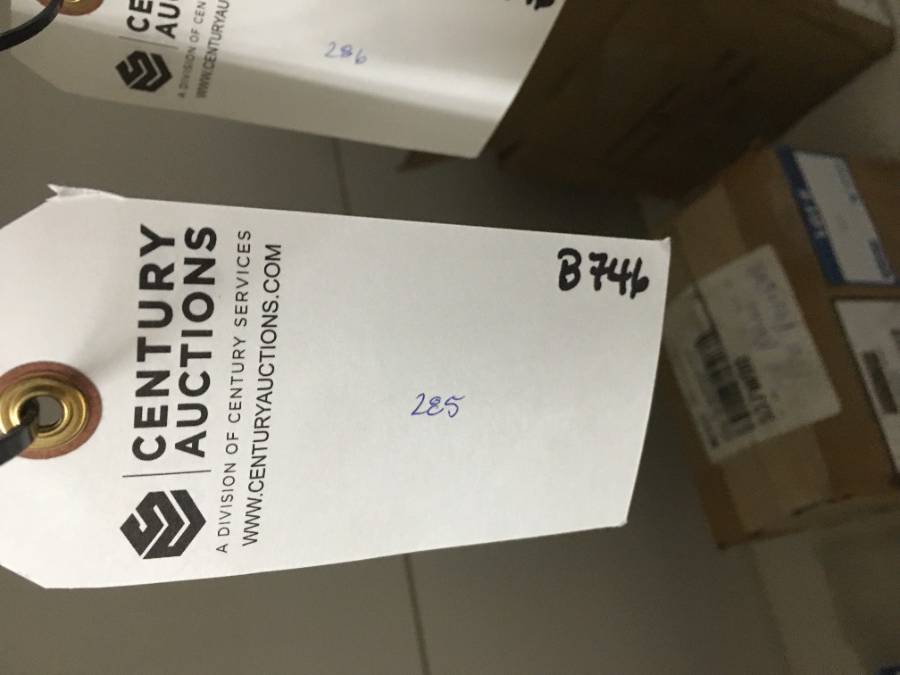 286
CENTURY
AUCTIONS
A DIVISION OF CENTURY SERVICES
WWW.CENTURYAUCTIONS.COM
285
B746